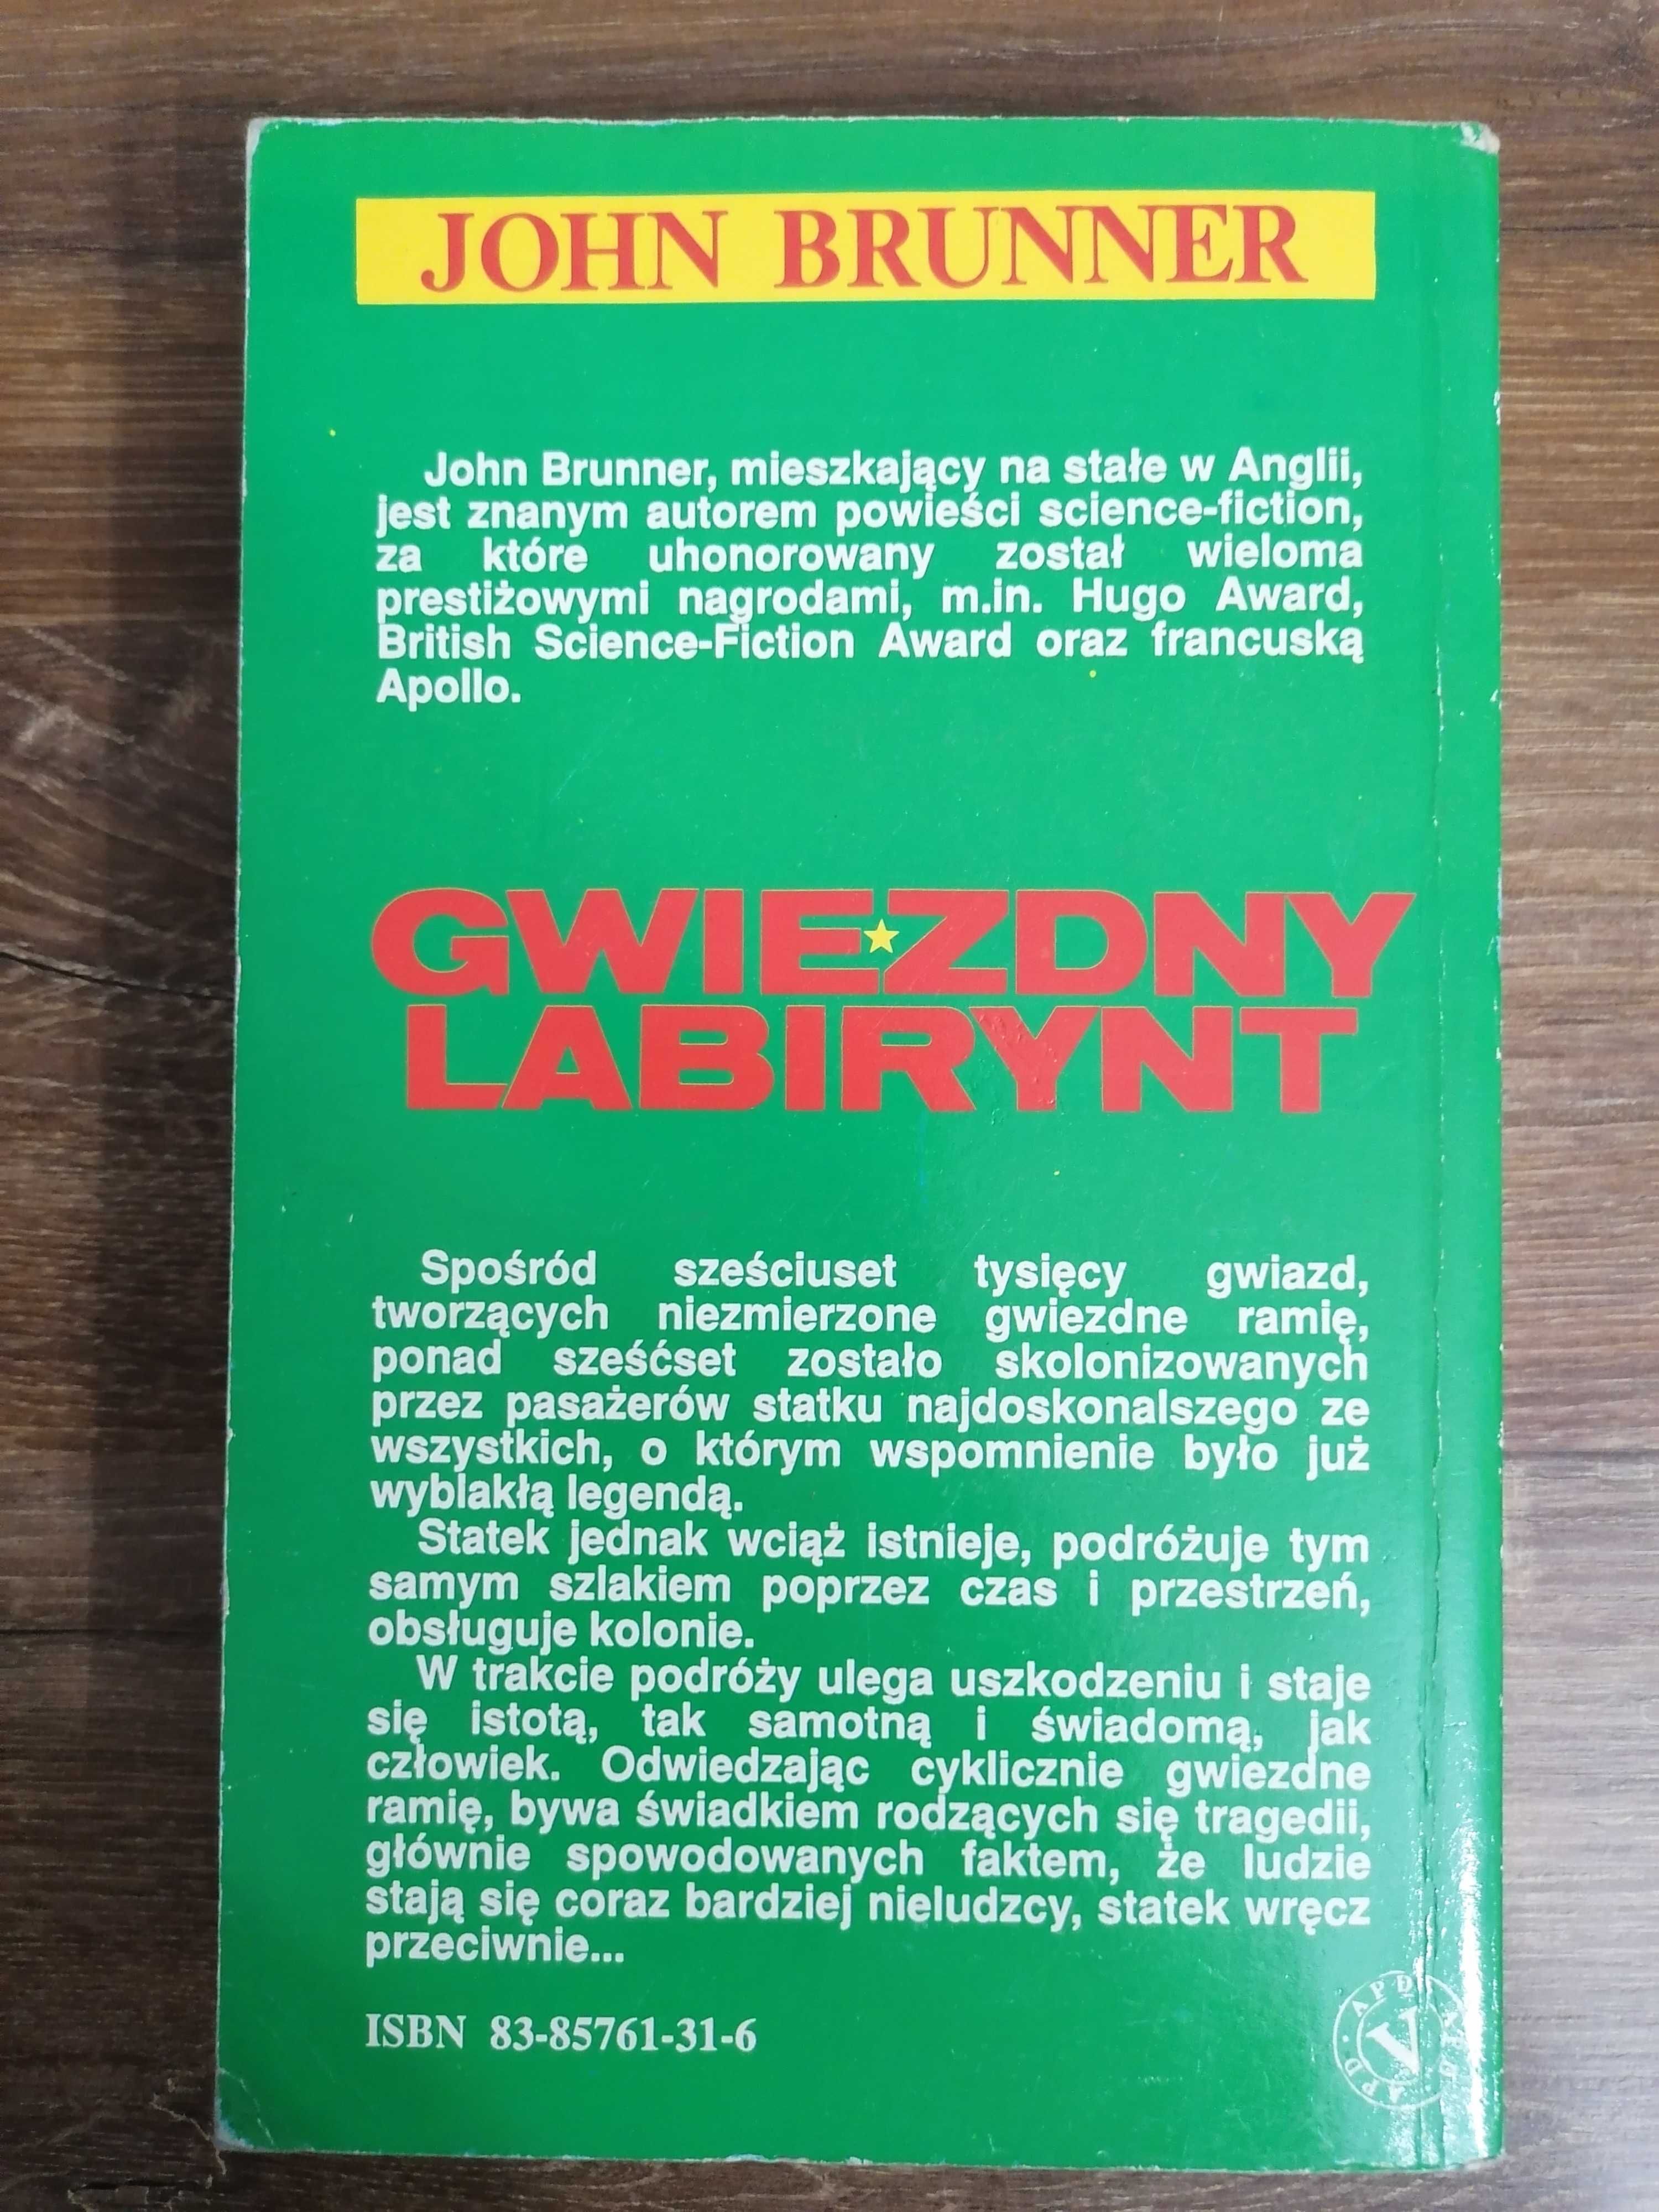 JOHN BRUNNER
John Brunner, mieszkający na stałe w Anglii,
jest znanym autorem powieści science-fiction,
za które uhonorowany został wieloma
prestiżowymi nagrodami, m.in. Hugo Award,
British Science-Fiction Award oraz francuską
Apollo.
GWIEZDNY
LABIRYNT
Spośród sześciuset tysięcy gwiazd,
tworzących niezmierzone gwiezdne ramię,
ponad sześćset zostało skolonizowanych
przez pasażerów statku najdoskonalszego ze
wszystkich, o którym wspomnienie było już
wyblakłą legendą.
Statek jednak wciąż istnieje, podróżuje tym
samym szlakiem poprzez czas i przestrzeń,
obsługuje kolonie.
W trakcie podróży ulega uszkodzeniu i staje
się istotą, tak samotną i świadomą, jak
człowiek. Odwiedzając cyklicznie gwiezdne
ramię, bywa świadkiem rodzących się tragedii,
głównie spowodowanych faktem, że ludzie
stają się coraz bardziej nieludzcy, statek wręcz
przeciwnie...
ISBN 83-85761-31-6
APD
V
APD
APD